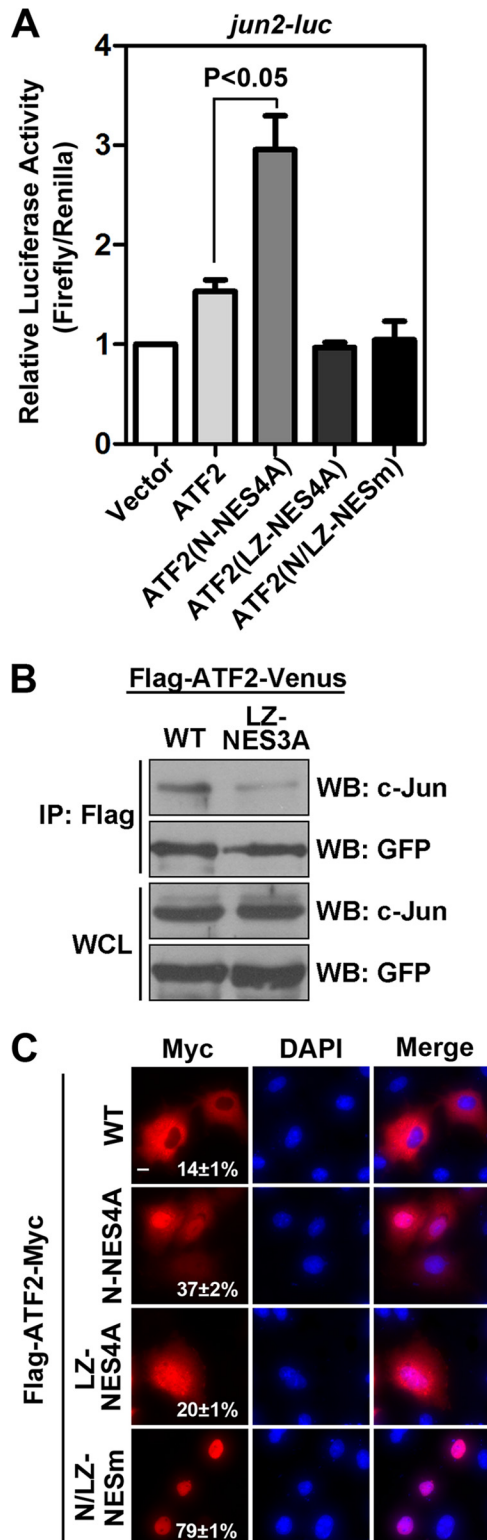 A
jun2-luc
Relative Luciferase Activity
(Firefly/Renilla)
4
3
2
1
0
P<0.05
Vector
ATF2
ATF2(N-NES4A)
ATF2(LZ-NES4A)
ATF2(N/LZ-NESm)
B
Flag-ATF2-Venus
WT
LZ-
NES3A
IP: Flag
WB: c-Jun
WB: GFP
WCL
WB: c-Jun
WB: GFP
C
Myc
DAPI
Merge
Flag-ATF2-Myc
WT
14±1%
N-NES4A
37±2%
LZ-
NES4A
20±1%
N/LZ-
NESm
79±1%